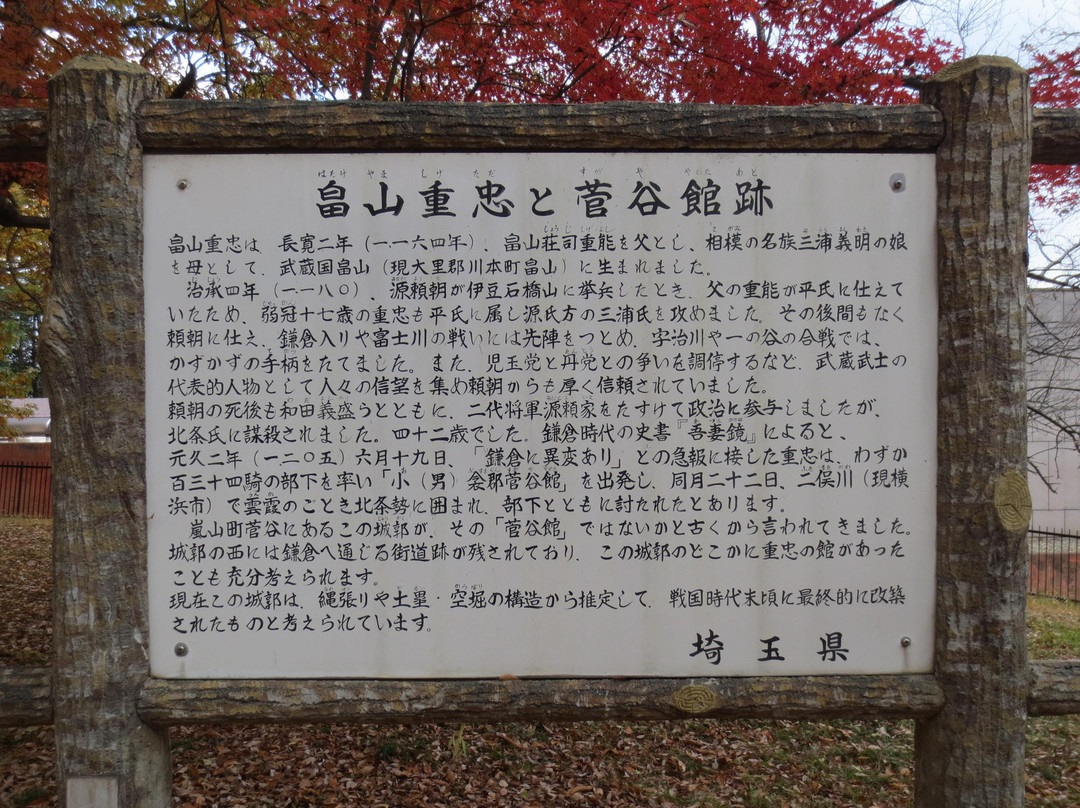 畠山重忠と菅谷館跡
畠山重忠は、長寛二年（一一六四年）、畠山荘司重能を父とし、相模の名族三浦義明の娘
を母として、武蔵国畠山（現大里郡川本町畠山）に生まれました。
治承四年（一一八〇）、源頼朝が伊豆石橋山に挙兵したとき、父の重能が平氏に仕えて
いたため、弱冠十七歳の重忠も平氏に属し源氏方の三浦氏を攻めました。その後間もなく
頼朝に仕え、鎌倉入りや富士川の戦いには先陣をつとめ、宇治川や一の谷の合戦では、
かずかずの手柄をたてました。また、児玉党と丹党との争いを調停するなど、武蔵武士の
代表的人物として人々の信望を集め頼朝からも厚く信頼されていました。
頼朝の死後も和田義盛らとともに、二代将軍源頼家をたすけて政治に参与しましたが、
北条氏に謀殺されました。四十二歳でした。鎌倉時代の史書『吾妻鏡』によると、
元久二年（一二〇五）六月十九日、「鎌倉に異変あり」との急報に接した重忠は、わずか
百三十四騎の部下を率い「小（男）衾郡菅谷館」を出発し、同月二十二日、二俣川（現横
浜市）で雲霞のごとき北条勢に囲まれ、部下とともに討たれたとあります。
嵐山町菅谷にあるこの城郭が、その「菅谷館」ではないかと古くから言われてきました。
城郭の西には鎌倉へ通じる街道跡が残されており、この城郭のどこかに重忠の館があった
ことも充分考えられます。
現在この城郭は、縄張りや土塁・空堀の構造から推定して、戦国時代末頃に最終的に改築
されたものと考えられています。
埼玉県